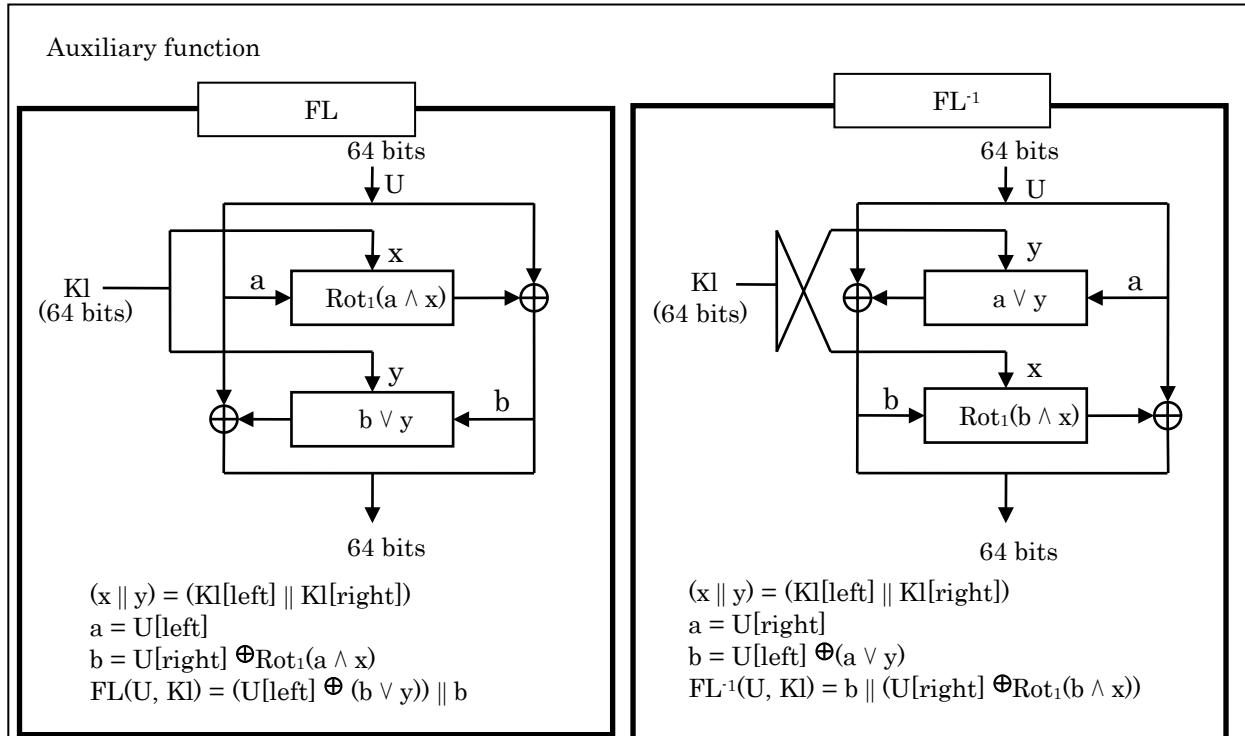 Auxiliary function
FL
64 bits
U
x
a
Rot₁(a ∧ x)
Kl
(64 bits)
y
b
b ∨ y
64 bits
(x || y) = (Kl[left] || Kl[right])
a = U[left]
b = U[right] ⊕Rot₁(a ∧ x)
FL(U, Kl) = (U[left] ⊕ (b ∨ y)) || b
FL⁻¹
64 bits
U
y
a
a ∨ y
Kl
(64 bits)
x
b
Rot₁(b ∧ x)
64 bits
(x || y) = (Kl[left] || Kl[right])
a = U[right]
b = U[left] ⊕(a ∨ y)
FL⁻¹(U, Kl) = b || (U[right] ⊕Rot₁(b ∧ x))